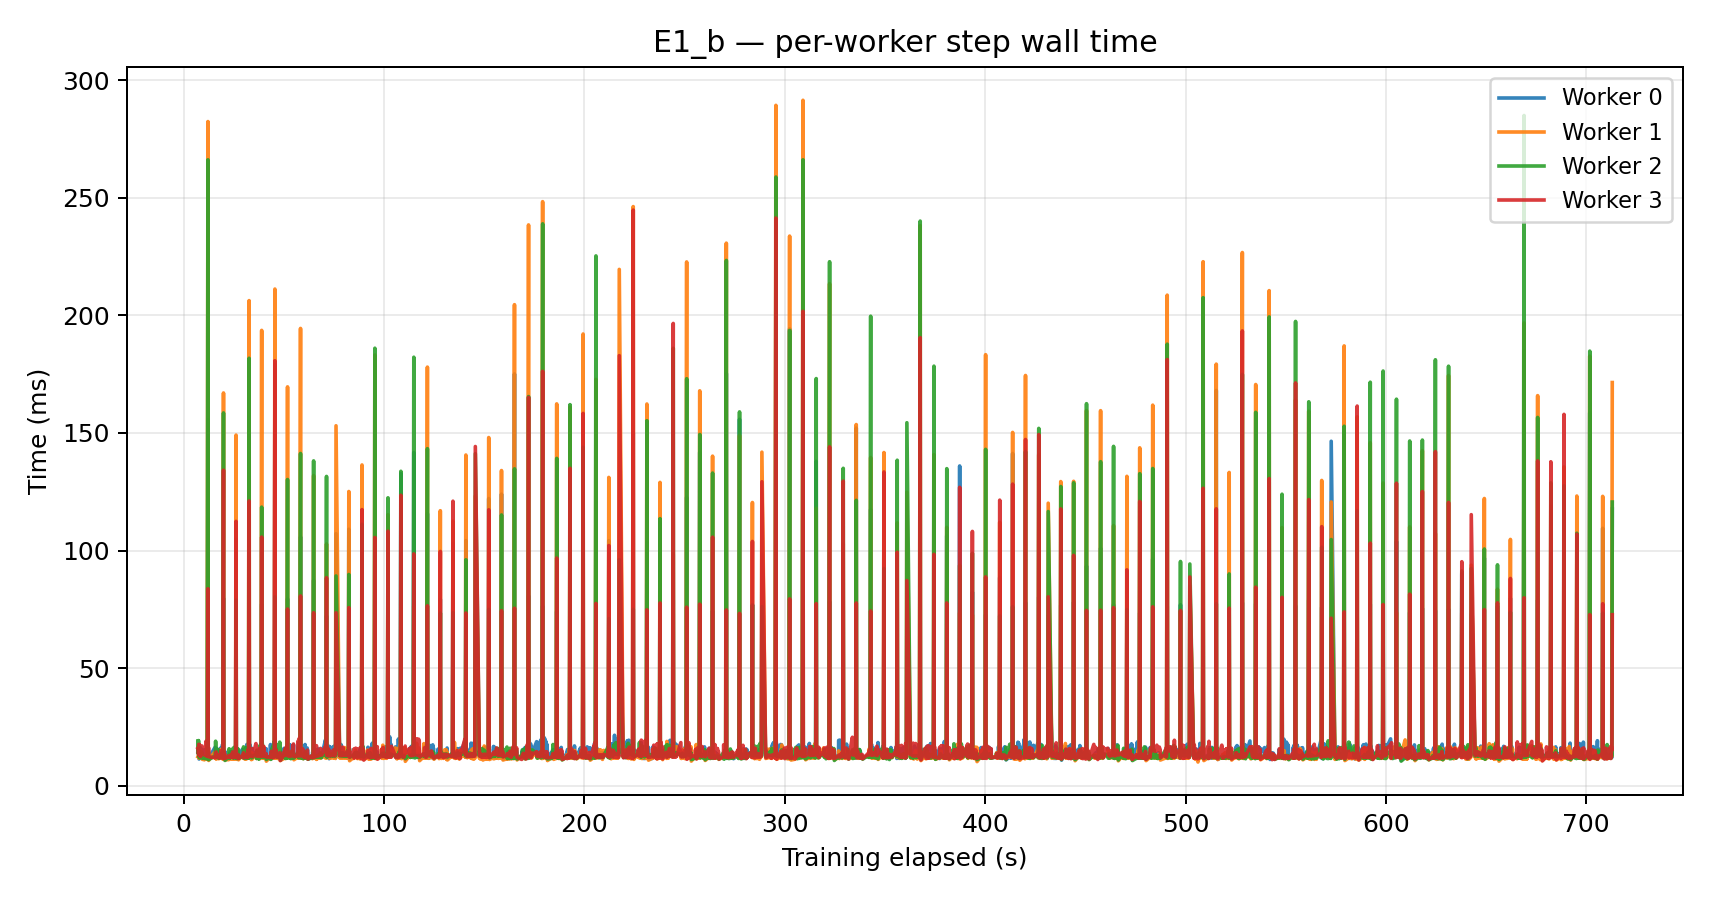 E1_b — per-worker step wall time
Time (ms)
300
250
200
150
100
50
0
0 100 200 300 400 500 600 700
Training elapsed (s)
Worker 0
Worker 1
Worker 2
Worker 3